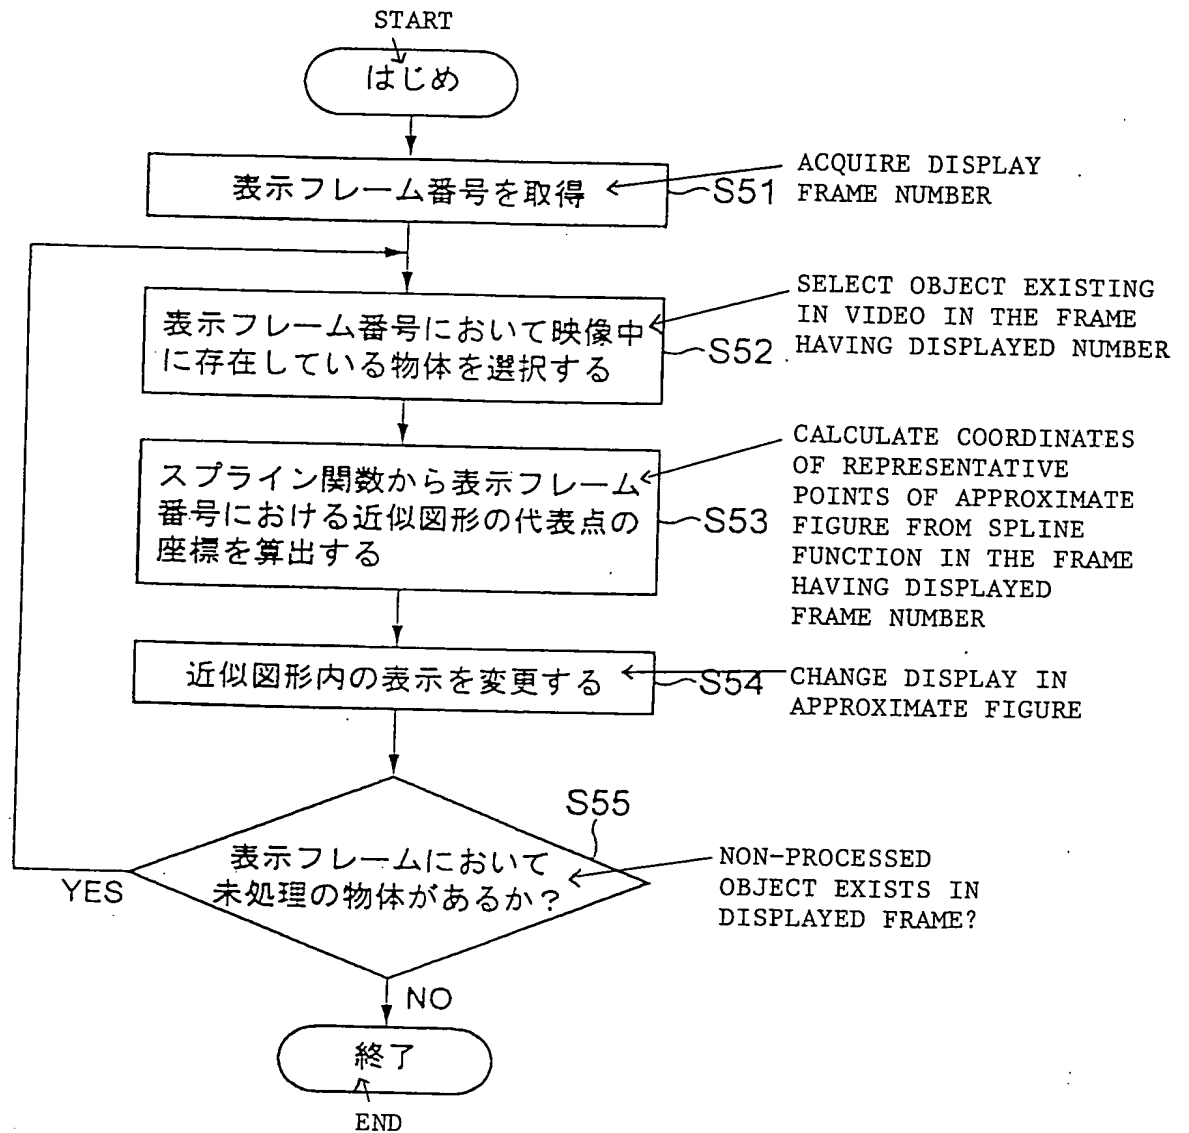 START
はじめ
表示フレーム番号を取得
S51
ACQUIRE DISPLAY
FRAME NUMBER
表示フレーム番号において映像中
に存在している物体を選択する
S52
SELECT OBJECT EXISTING
IN VIDEO IN THE FRAME
HAVING DISPLAYED NUMBER
スプライン関数から表示フレーム
番号における近似図形の代表点の
座標を算出する
S53
CALCULATE COORDINATES
OF REPRESENTATIVE
POINTS OF APPROXIMATE
FIGURE FROM SPLINE
FUNCTION IN THE FRAME
HAVING DISPLAYED
FRAME NUMBER
近似図形内の表示を変更する
S54
CHANGE DISPLAY IN
APPROXIMATE FIGURE
S55
表示フレームにおいて
未処理の物体があるか？
YES
NON-PROCESSED
OBJECT EXISTS IN
DISPLAYED FRAME?
NO
終了
END